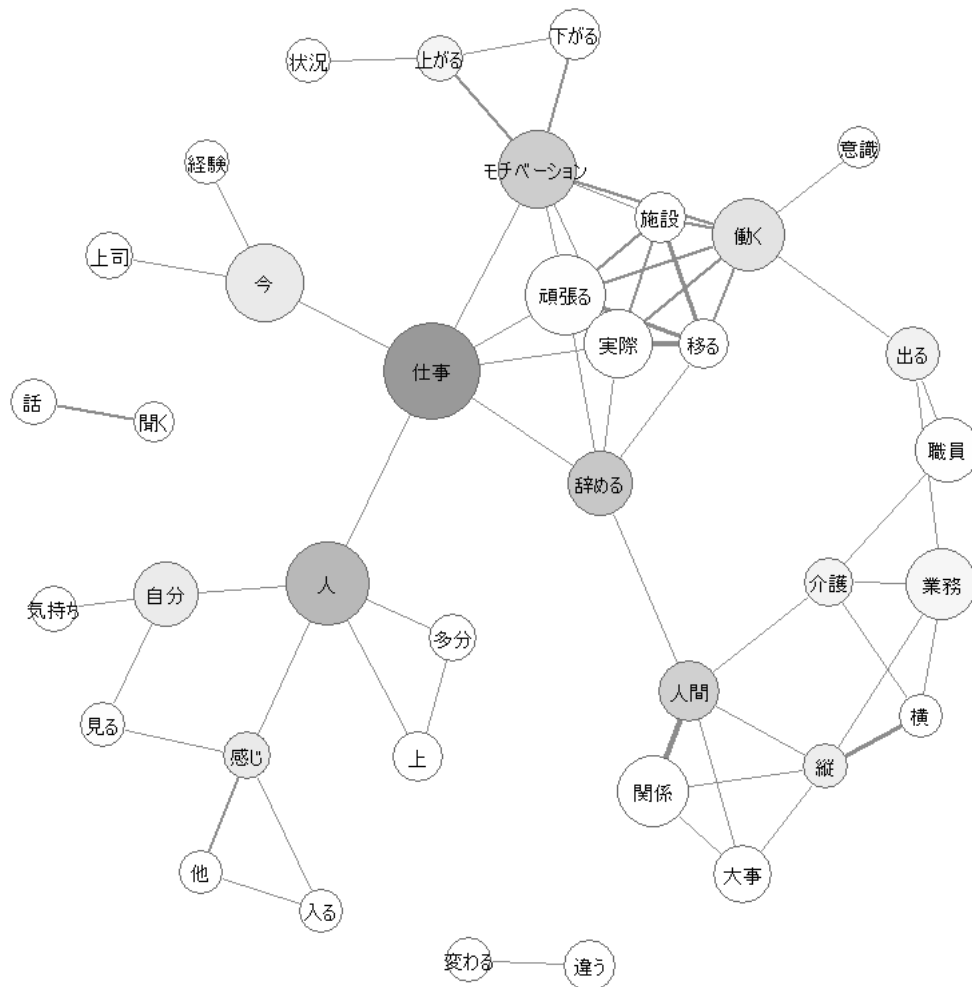 下がる
状況
上がる
経験
モチベーション
意識
施設
働く
上司
今
頑張る
実際
移る
出る
仕事
話
聞く
職員
辞める
気持ち
自分
人
介護
業務
多分
人間
横
見る
感じ
上
縦
関係
他
大事
入る
変わる
違う